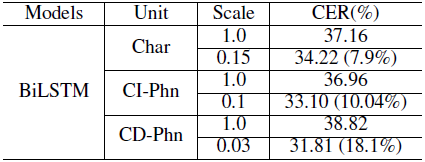 Models Unit Scale CER(%)
BiLSTM Char 1.0 37.16
0.15 34.22 (7.9%)
CI-Phn 1.0 36.96
0.1 33.10 (10.04%)
CD-Phn 1.0 38.82
0.03 31.81 (18.1%)